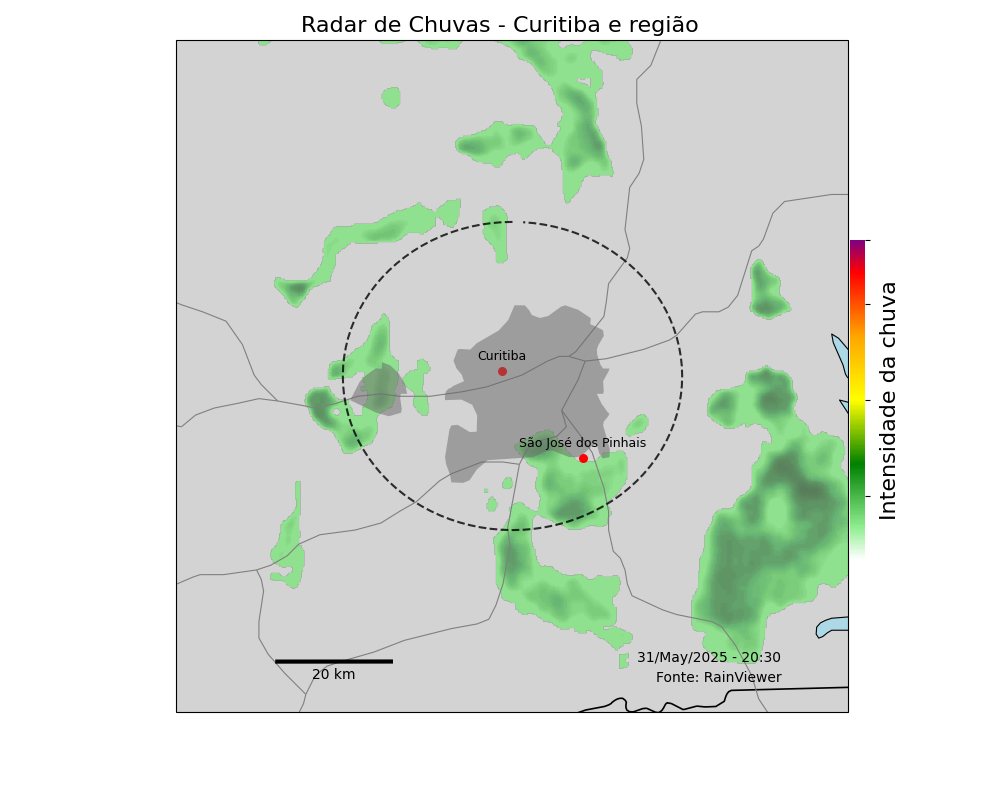 Radar de Chuvas - Curitiba e região
Curitiba
São José dos Pinhais
Intensidade da chuva
31/May/2025 - 20:30
20 km
Fonte: RainViewer